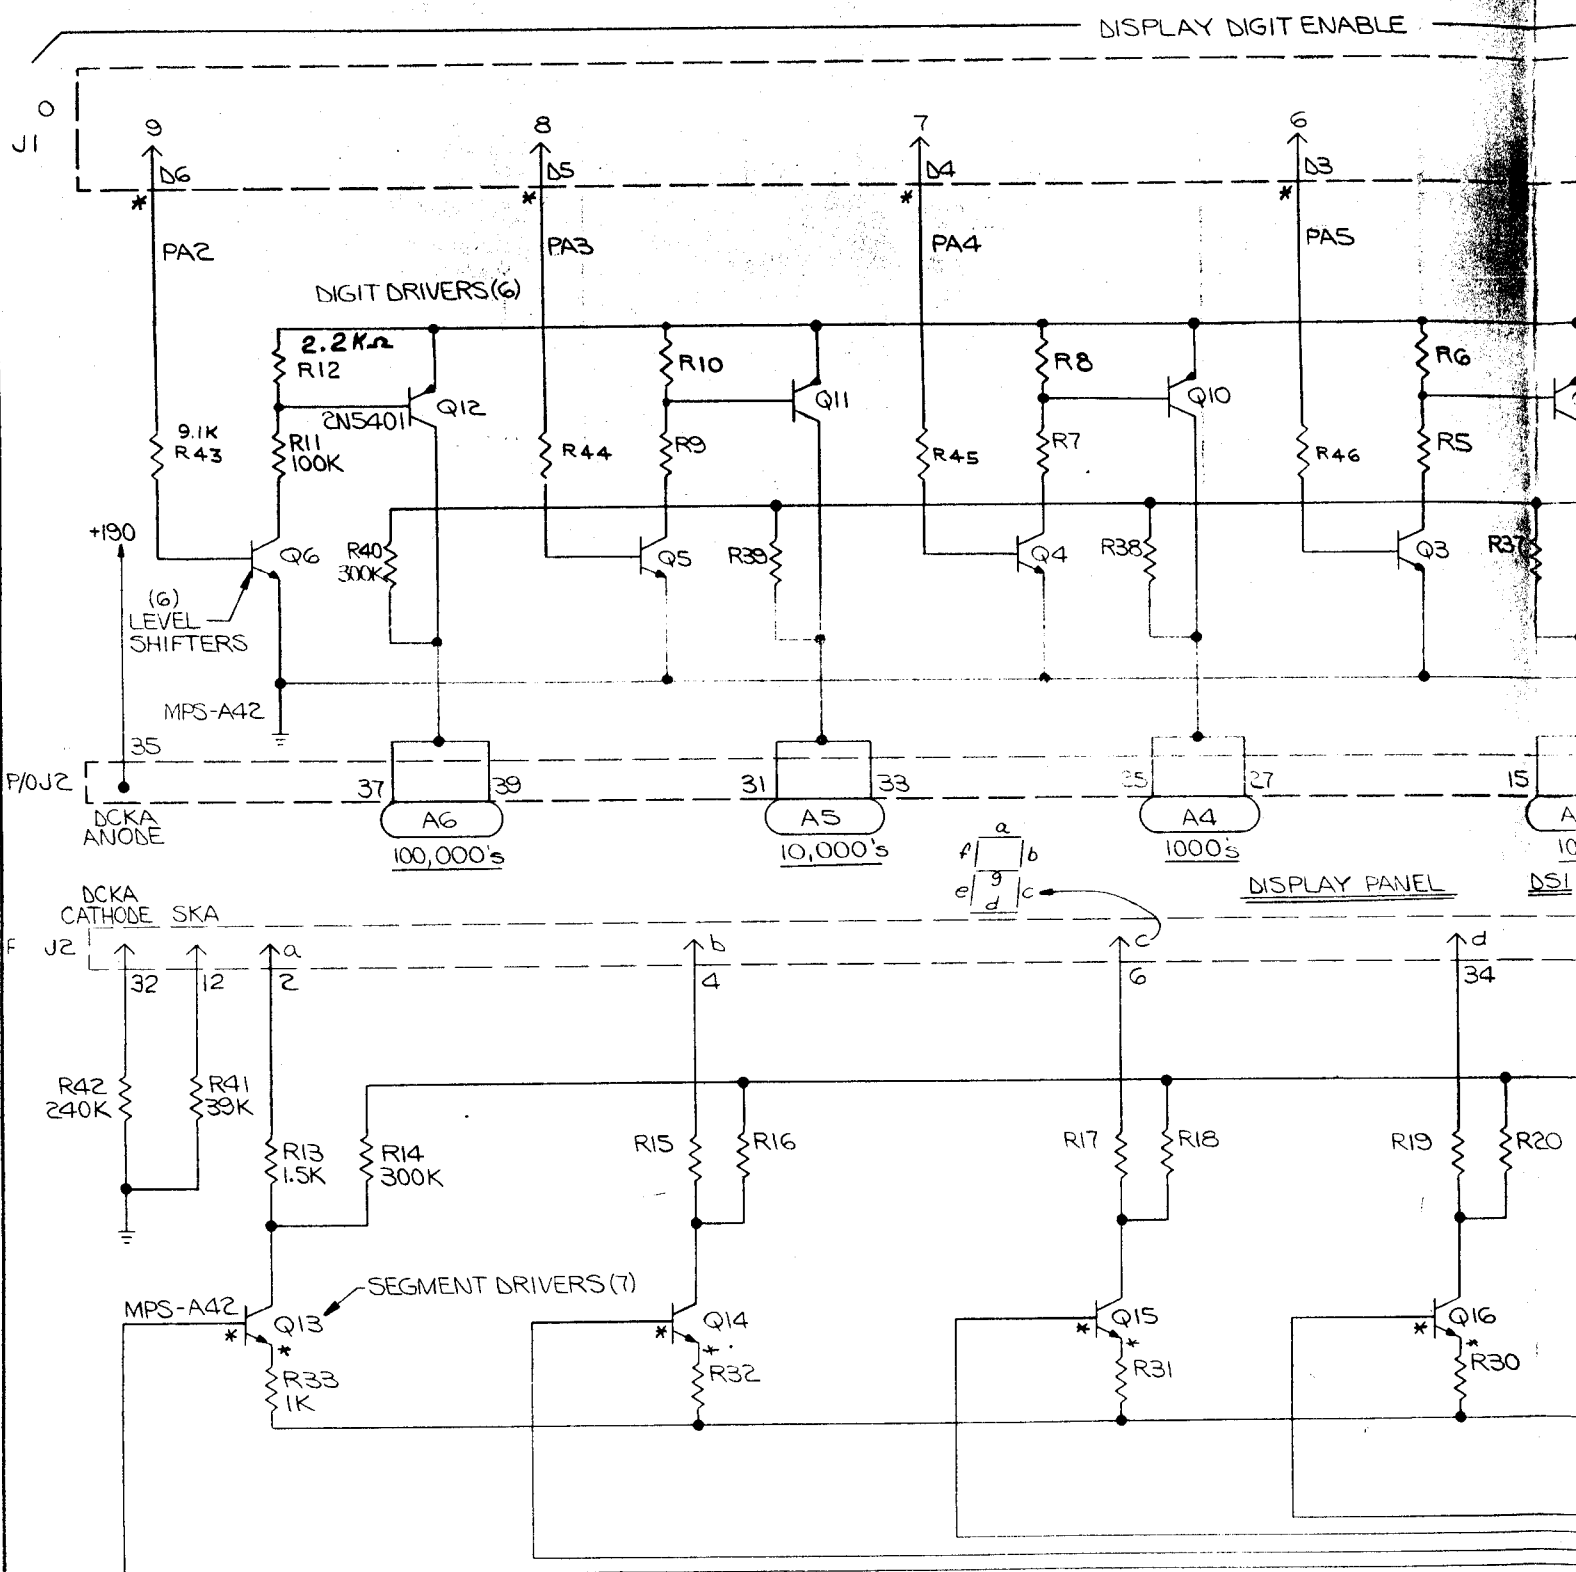 DISPLAY DIGIT ENABLE
O
J1
9 8 7 6
D6 D5 D4 D3
* * * *
PA2 PA3 PA4 PA5
DIGIT DRIVERS (6)
2.2KΩ
R12 R10 R8 R6
2N5401 Q12 Q11 Q10
9.1K
R43
R11
100K
R44 R9 R45 R7 R46 R5
+190
Q6
R40
300K
Q5 R39 Q4 R38 Q3 R37
(6)
LEVEL
SHIFTERS
MPS-A42
35
P/O J2
37 39 31 33 35 27 15
DCKA
ANODE
A6 A5 A4
100,000's 10,000's 1000's
a
f b
g
e c
d
DISPLAY PANEL DS1
DCKA
CATHODE SKA
J2 a b c d
32 12 2 4 6 34
R42
240K
R41
39K
R13
1.5K
R14
300K
R15 R16 R17 R18 R19 R20
SEGMENT DRIVERS (7)
MPS-A42
Q13 Q14 Q15 Q16
* * * *
* * * *
R33
1K
R32 R31 R30